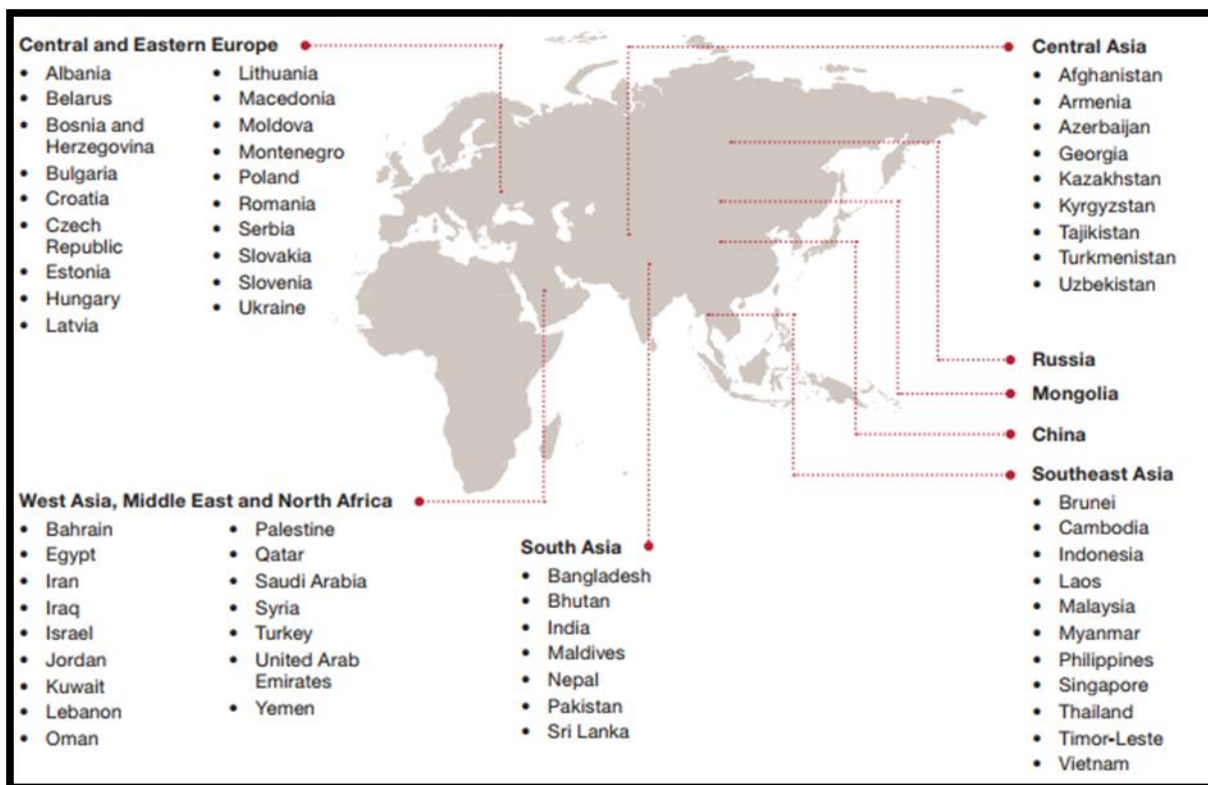 Central and Eastern Europe
• Albania
• Belarus
• Bosnia and
Herzegovina
• Bulgaria
• Croatia
• Czech
Republic
• Estonia
• Hungary
• Latvia
• Lithuania
• Macedonia
• Moldova
• Montenegro
• Poland
• Romania
• Serbia
• Slovakia
• Slovenia
• Ukraine
Central Asia
• Afghanistan
• Armenia
• Azerbaijan
• Georgia
• Kazakhstan
• Kyrgyzstan
• Tajikistan
• Turkmenistan
• Uzbekistan
Russia
Mongolia
China
Southeast Asia
• Brunei
• Cambodia
• Indonesia
• Laos
• Malaysia
• Myanmar
• Philippines
• Singapore
• Thailand
• Timor-Leste
• Vietnam
West Asia, Middle East and North Africa
• Bahrain
• Egypt
• Iran
• Iraq
• Israel
• Jordan
• Kuwait
• Lebanon
• Oman
• Palestine
• Qatar
• Saudi Arabia
• Syria
• Turkey
• United Arab
Emirates
• Yemen
South Asia
• Bangladesh
• Bhutan
• India
• Maldives
• Nepal
• Pakistan
• Sri Lanka